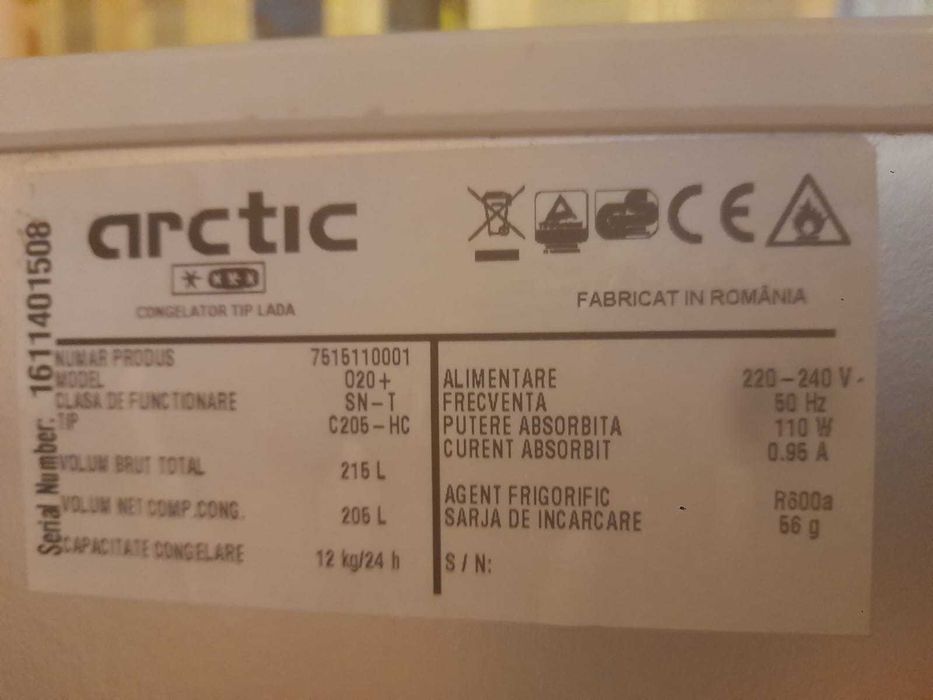 arctic
CONGELATOR TIP LADA
CE
FABRICAT IN ROMÂNIA
Serial Number: 1611401508
NUMAR PRODUS 7515110001
MODEL O20+
CLASA DE FUNCTIONARE SN-T
TIP C205-HC
VOLUM BRUT TOTAL 215 L
VOLUM NET COMP.CONG. 205 L
CAPACITATE CONGELARE 12 kg/24 h
ALIMENTARE 220-240 V~
FRECVENTA 50 Hz
PUTERE ABSORBITA 110 W
CURENT ABSORBIT 0.95 A
AGENT FRIGORIFIC R600a
SARJA DE INCARCARE 56 g
S/N: